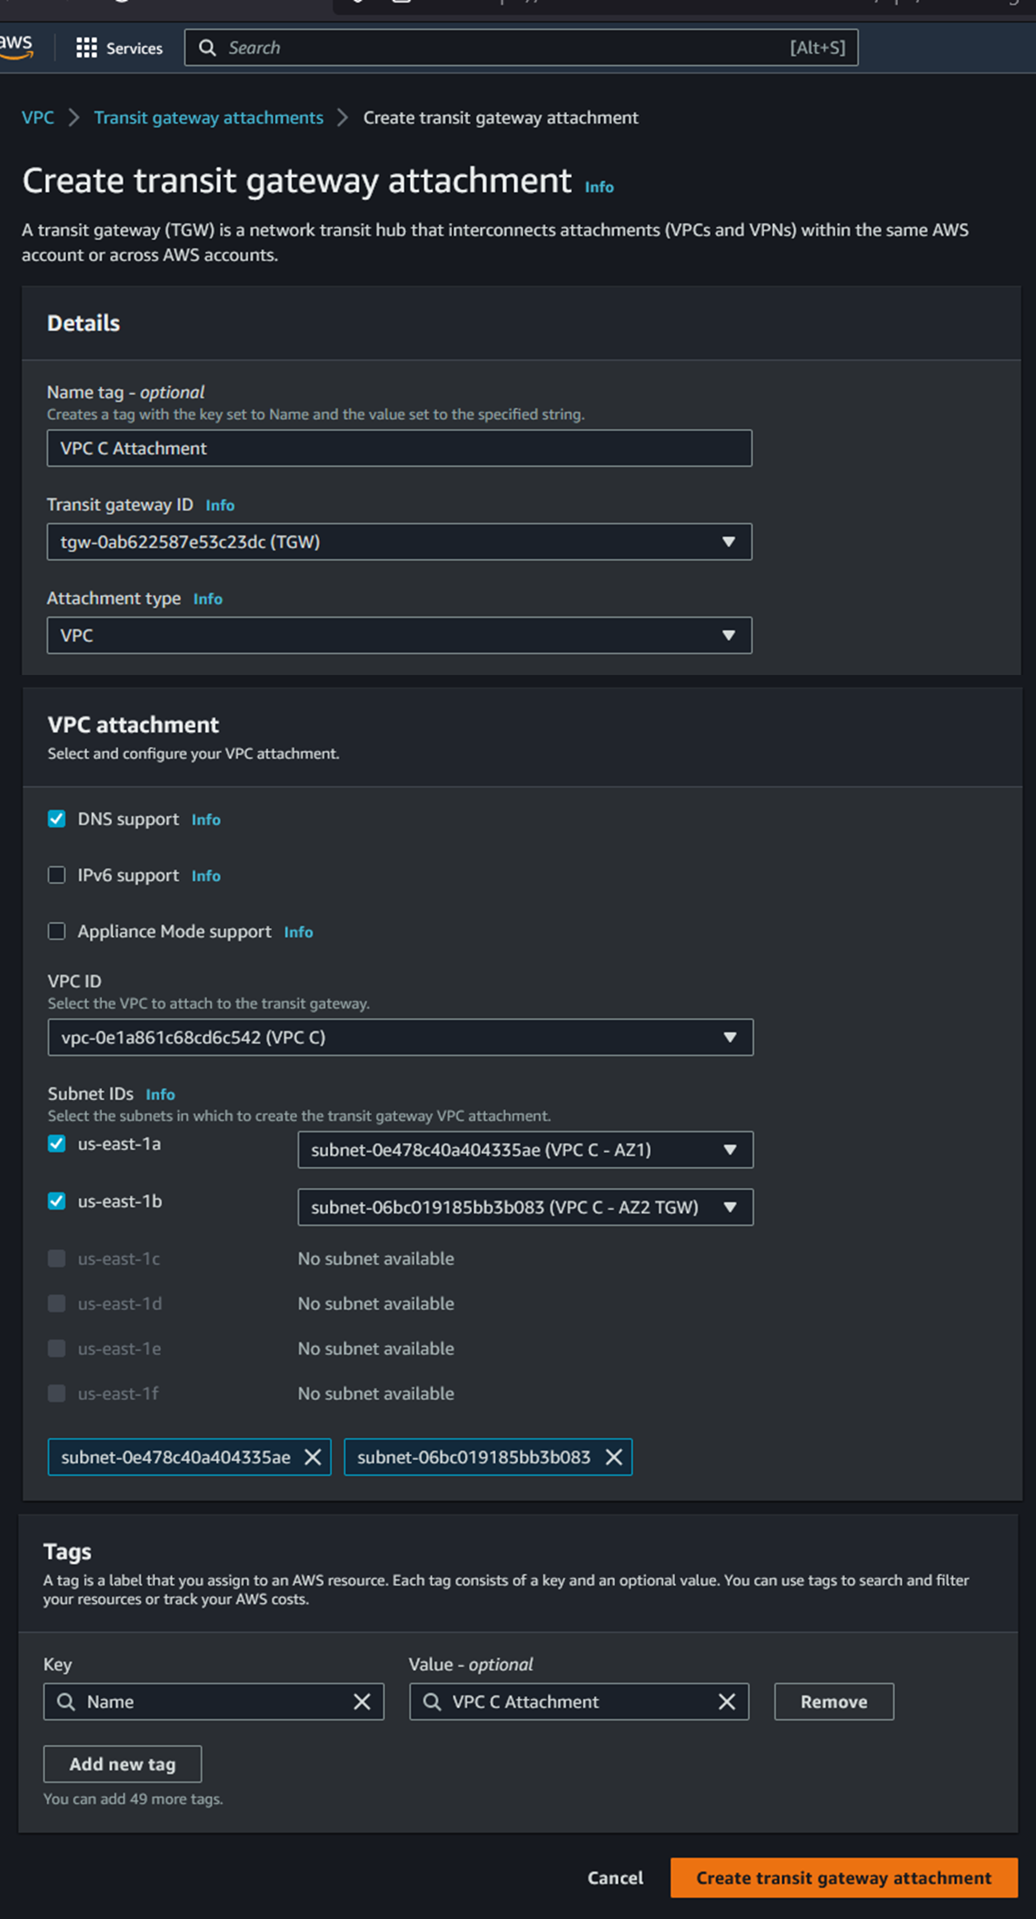 aws
Services
Search
[Alt+S]
VPC
Transit gateway attachments
Create transit gateway attachment
Create transit gateway attachment Info
A transit gateway (TGW) is a network transit hub that interconnects attachments (VPCs and VPNs) within the same AWS
account or across AWS accounts.
Details
Name tag - optional
Creates a tag with the key set to Name and the value set to the specified string.
VPC C Attachment
Transit gateway ID Info
tgw-0ab622587e53c23dc (TGW)
Attachment type Info
VPC
VPC attachment
Select and configure your VPC attachment.
DNS support Info
IPv6 support Info
Appliance Mode support Info
VPC ID
Select the VPC to attach to the transit gateway.
vpc-0e1a861c68cd6c542 (VPC C)
Subnet IDs Info
Select the subnets in which to create the transit gateway VPC attachment.
us-east-1a
subnet-0e478c40a404335ae (VPC C - AZ1)
us-east-1b
subnet-06bc019185bb3b083 (VPC C - AZ2 TGW)
us-east-1c
No subnet available
us-east-1d
No subnet available
us-east-1e
No subnet available
us-east-1f
No subnet available
subnet-0e478c40a404335ae
subnet-06bc019185bb3b083
Tags
A tag is a label that you assign to an AWS resource. Each tag consists of a key and an optional value. You can use tags to search and filter
your resources or track your AWS costs.
Key
Value - optional
Name
VPC C Attachment
Remove
Add new tag
You can add 49 more tags.
Cancel
Create transit gateway attachment